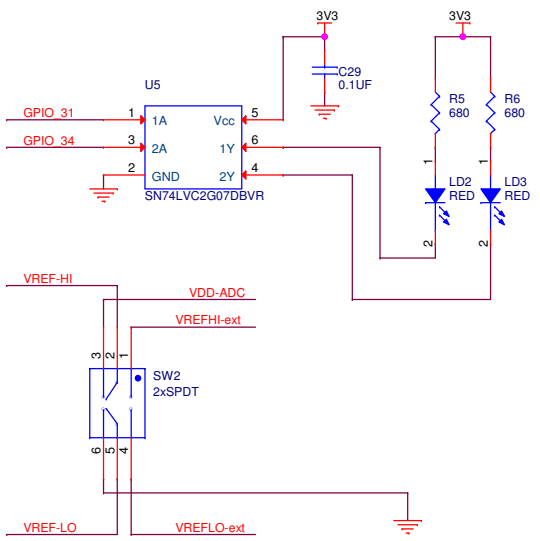 3V3
3V3
U5
C29
0.1UF
R5
680
R6
680
GPIO_31
1
1A
Vcc
5
GPIO_34
3
2A
1Y
6
2
GND
2Y
4
SN74LVC2G07DBVR
1
1
LD2
RED
LD3
RED
2
2
VREF-HI
VDD-ADC
VREFHI-ext
3
2
1
SW2
2xSPDT
6
5
4
VREF-LO
VREFLO-ext